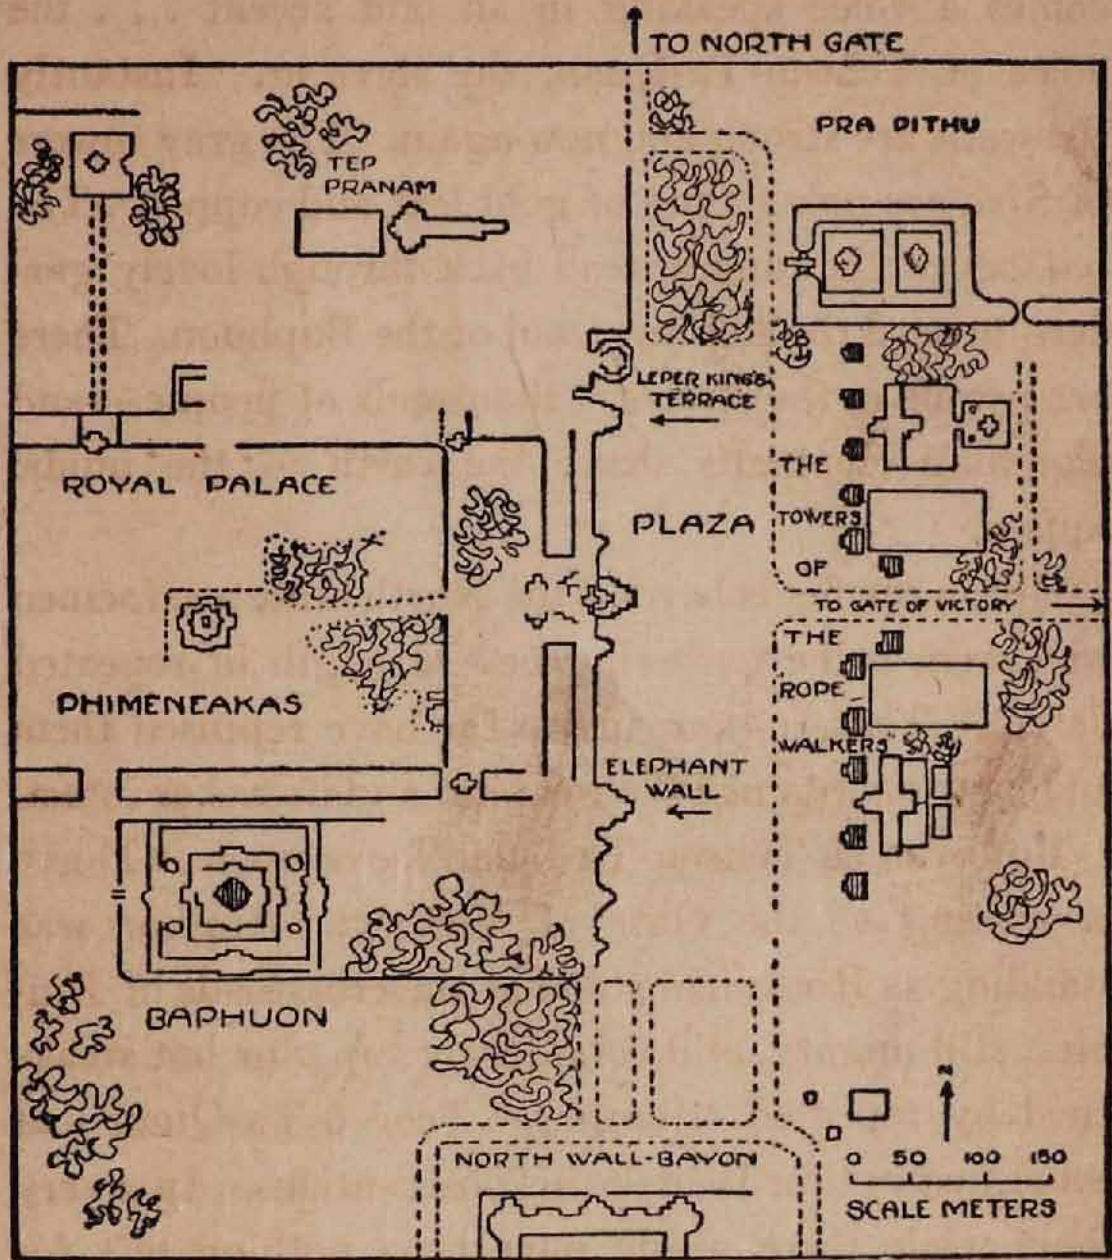 TO NORTH GATE
PRA PITHU
TEP
PRANAM
LEPER KING'S
TERRACE
ROYAL PALACE
PLAZA
THE
TOWERS
OF
TO GATE OF VICTORY
THE
ROPE
WALKERS
PHIMENEAKAS
ELEPHANT
WALL
BAPHUON
NORTH WALL-BAYON
N
0 50 100 150
SCALE METERS